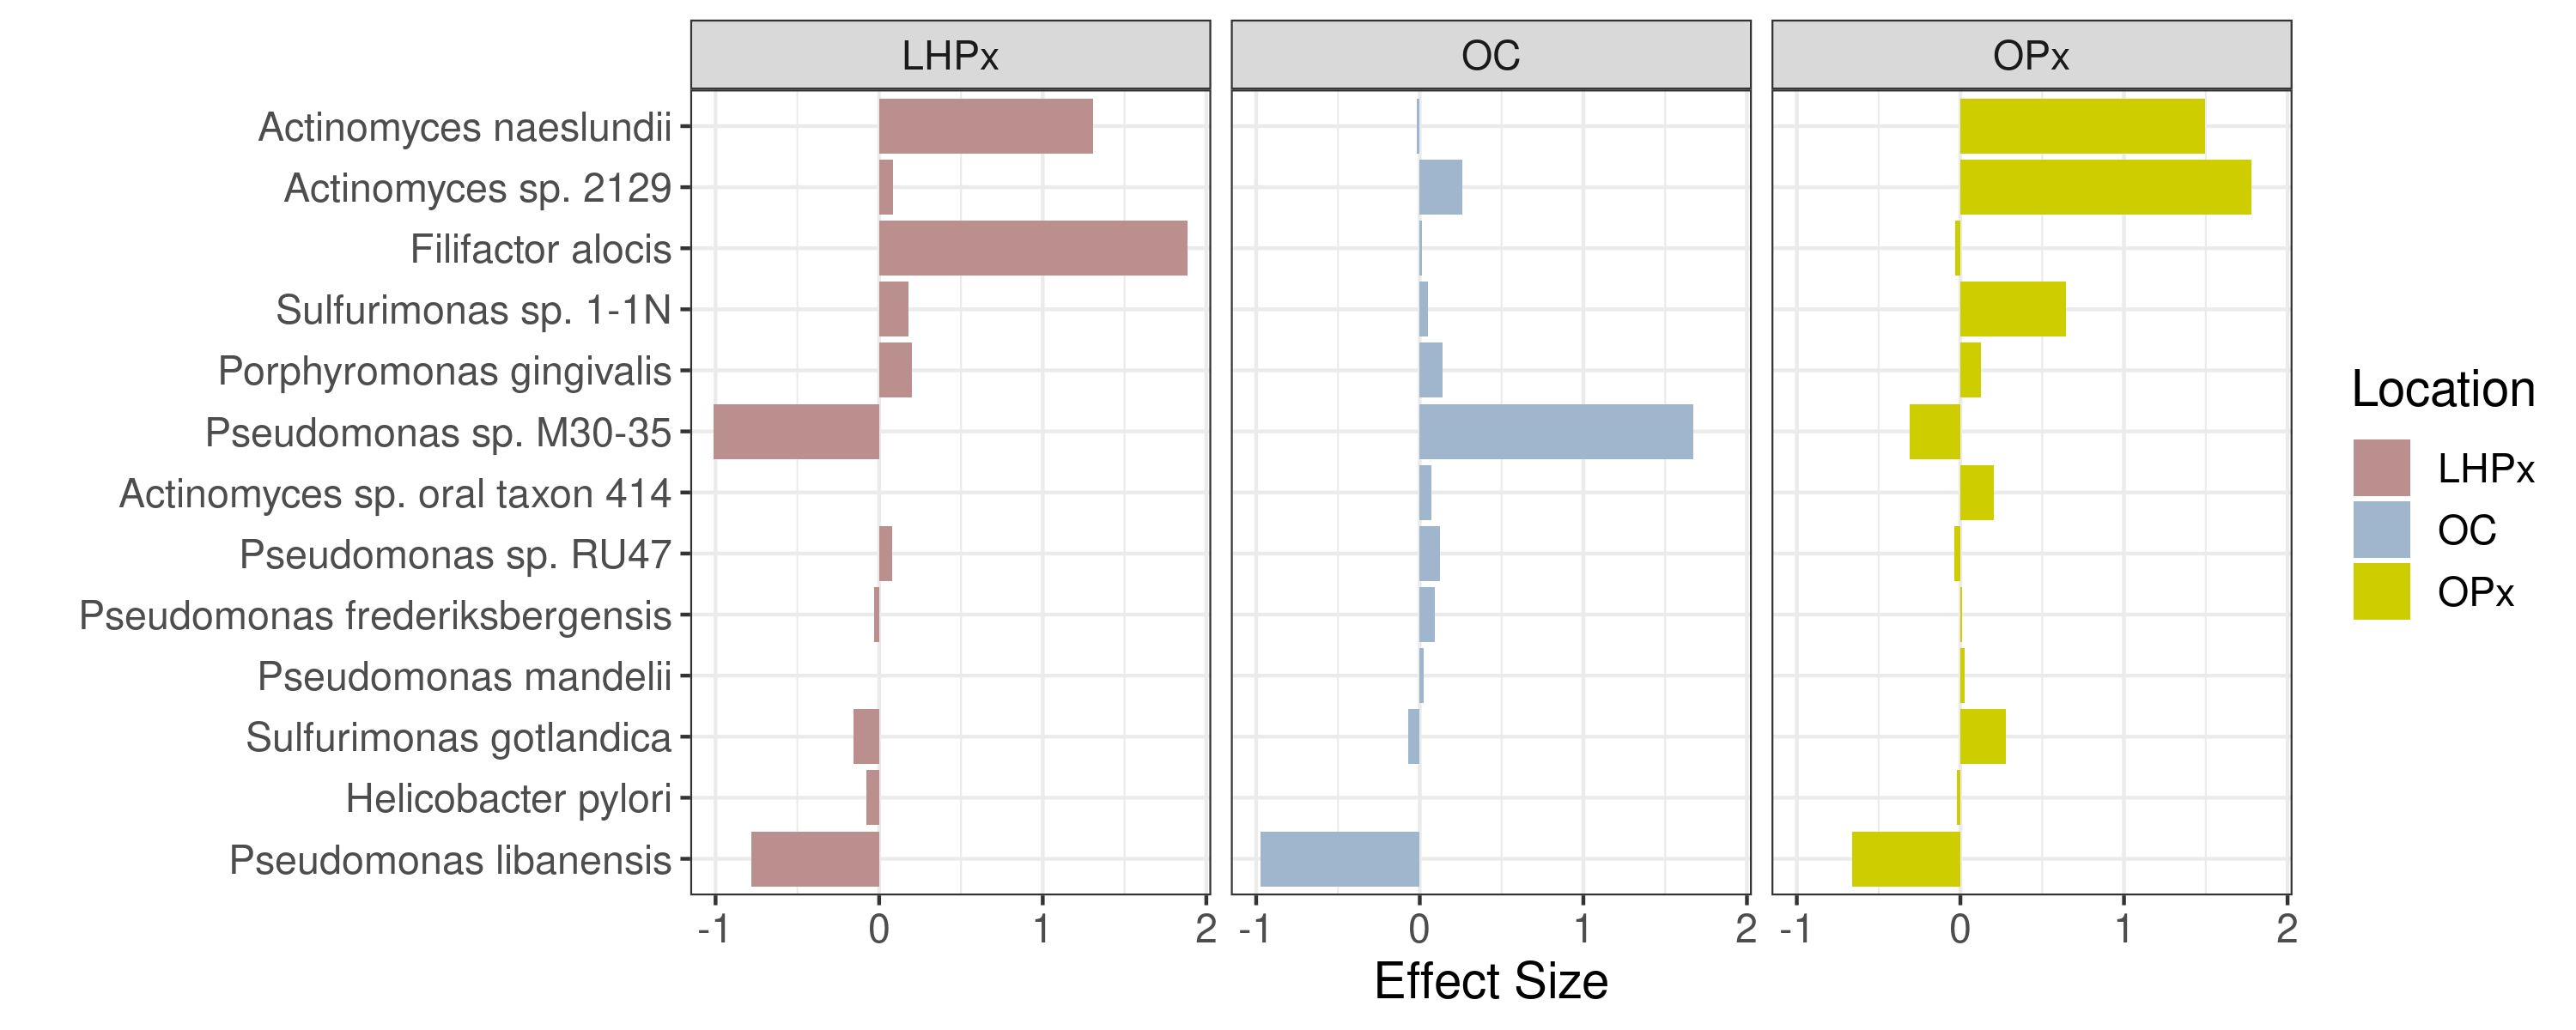 LHPx OC OPx
Actinomyces naeslundii
Actinomyces sp. 2129
Filifactor alocis
Sulfurimonas sp. 1-1N
Porphyromonas gingivalis
Pseudomonas sp. M30-35
Actinomyces sp. oral taxon 414
Pseudomonas sp. RU47
Pseudomonas frederiksbergensis
Pseudomonas mandelii
Sulfurimonas gotlandica
Helicobacter pylori
Pseudomonas libanensis
-1 0 1 2 -1 0 1 2 -1 0 1 2
Effect Size
Location
LHPx
OC
OPx